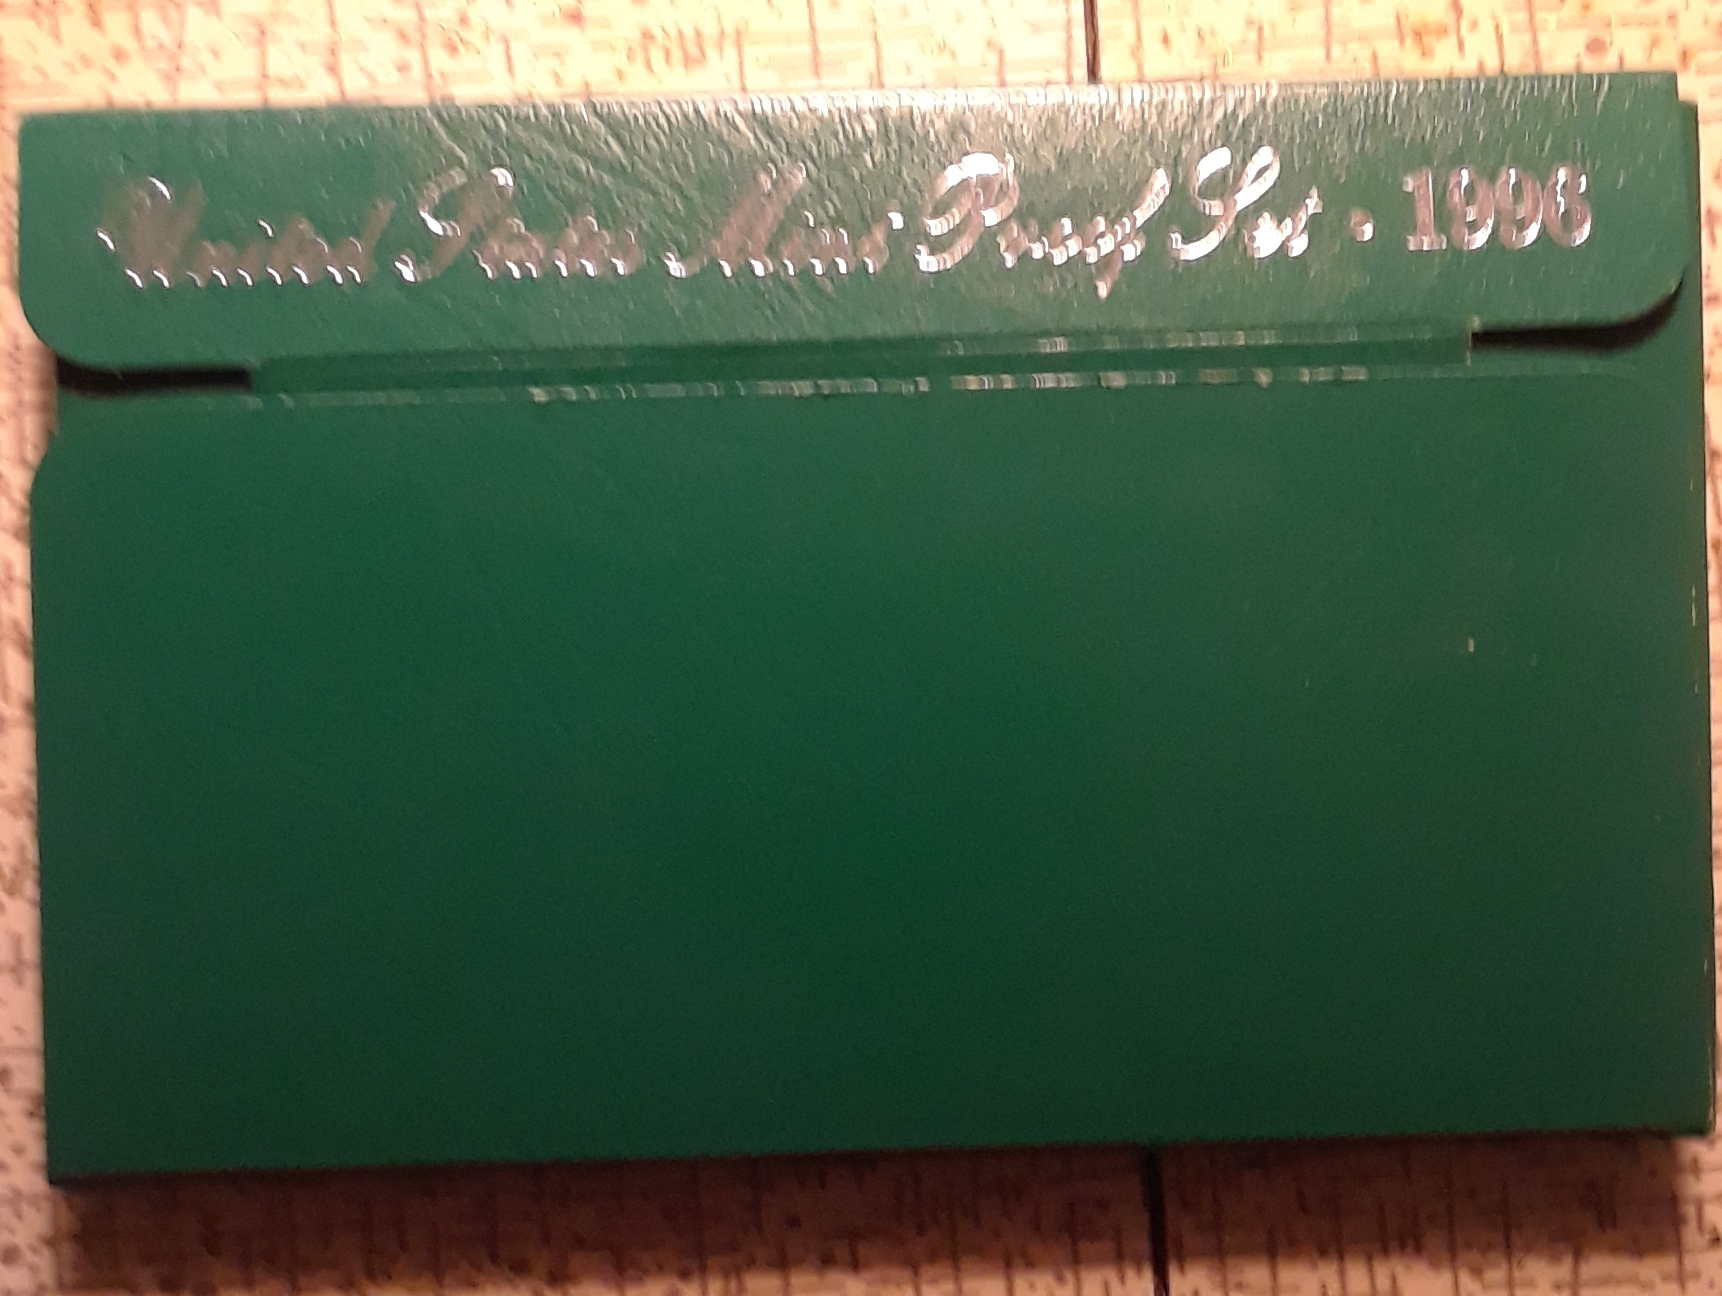 United States Mint Proof Set · 1996